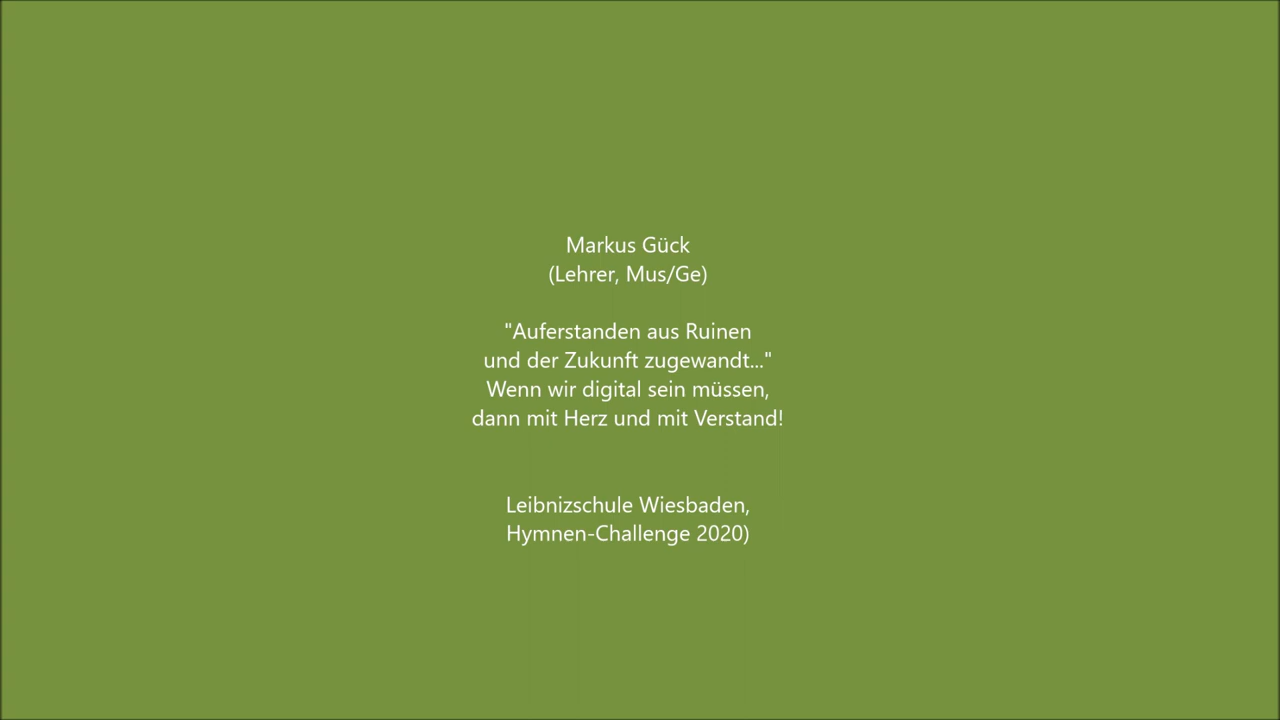 Markus Gück
(Lehrer, Mus/Ge)
"Auferstanden aus Ruinen
und der Zukunft zugewandt..."
Wenn wir digital sein müssen,
dann mit Herz und mit Verstand!
Leibnizschule Wiesbaden,
Hymnen-Challenge 2020)